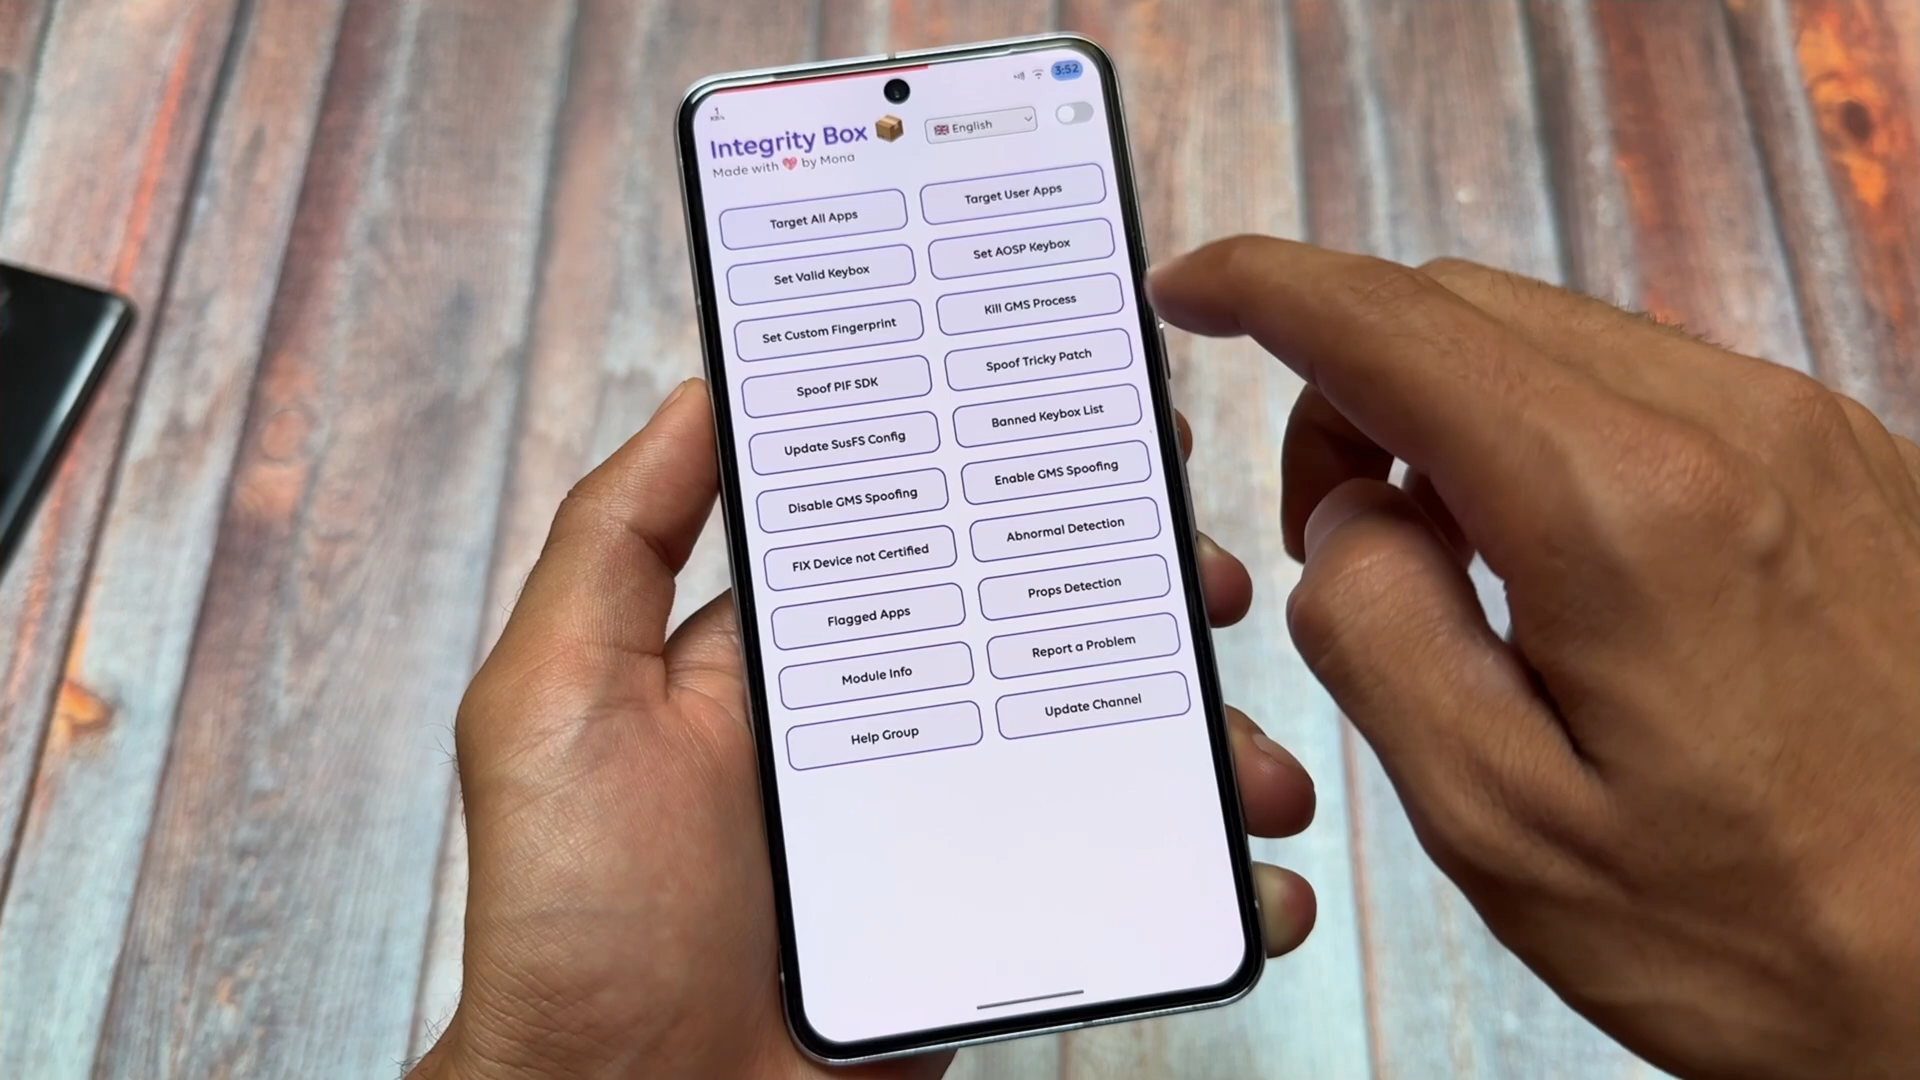 1
KB/s
3:52
Integrity Box
English
Made with 💖 by Mona
Target All Apps
Target User Apps
Set Valid Keybox
Set AOSP Keybox
Set Custom Fingerprint
Kill GMS Process
Spoof PIF SDK
Spoof Tricky Patch
Update SusFS Config
Banned Keybox List
Disable GMS Spoofing
Enable GMS Spoofing
FIX Device not Certified
Abnormal Detection
Flagged Apps
Props Detection
Module Info
Report a Problem
Help Group
Update Channel